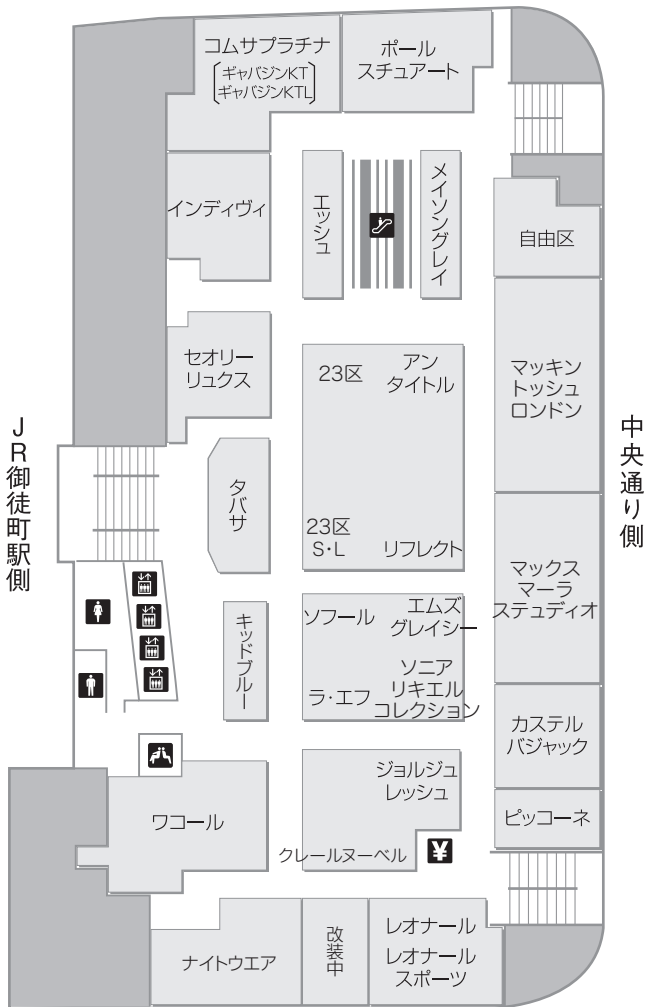 コムサプラチナ
ギャバジンKT
ギャバジンKTL
ポール
スチュアート
インディヴィ
エッシュ
メイソングレイ
自由区
セオリー
リュクス
23区
アン
タイトル
マッキン
トッシュ
ロンドン
JR御徒町駅側
中央通り側
タバサ
23区
S・L
リフレクト
マックス
マーラ
ステュディオ
キッドブルー
ソフール
エムズ
グレイシー
ラ・エフ
ソニア
リキエル
コレクション
カステル
バジャック
ジョルジュ
レッシュ
ワコール
クレールヌーベル
¥
ピッコーネ
ナイトウエア
改装中
レオナール
レオナール
スポーツ